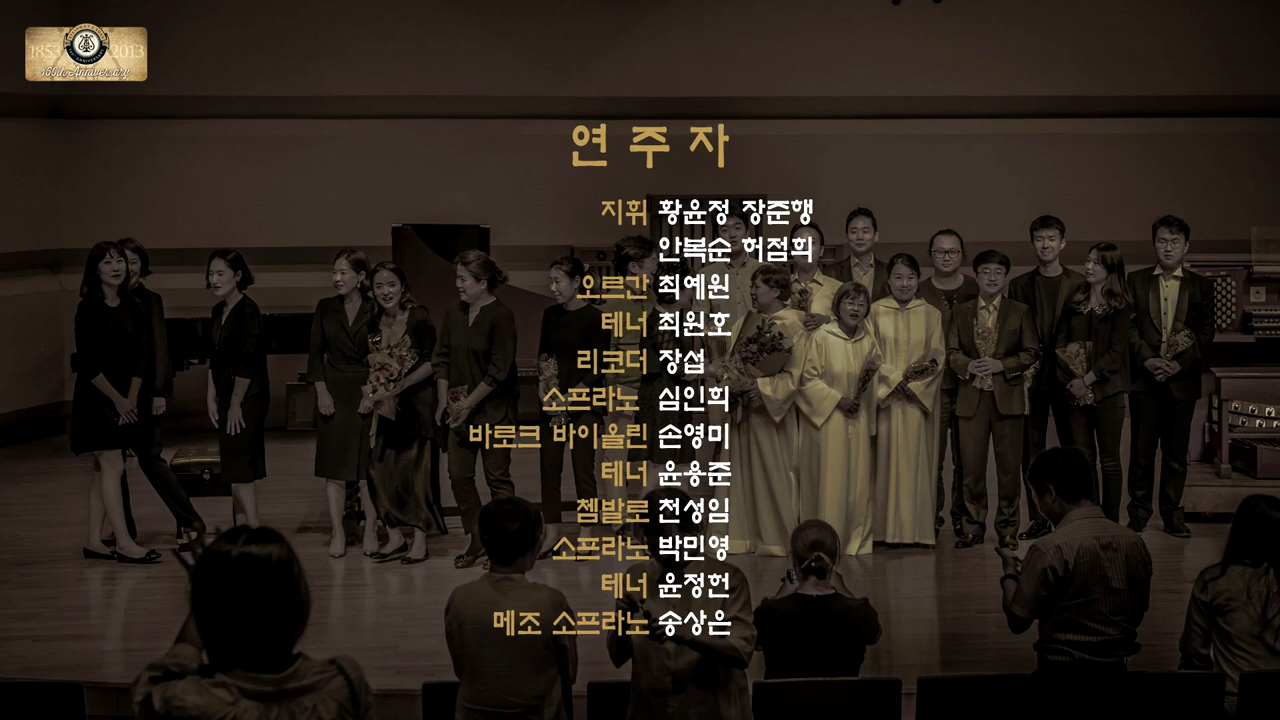 1853 2013
160th Anniversary
연 주 자
지휘 황윤정 장준행
안복순 허점희
오르간 최예원
테너 최원호
리코더 장섭
소프라노 심인희
바로크 바이올린 손영미
테너 윤용준
쳄발로 천성임
소프라노 박민영
테너 윤정헌
메조 소프라노 송상은